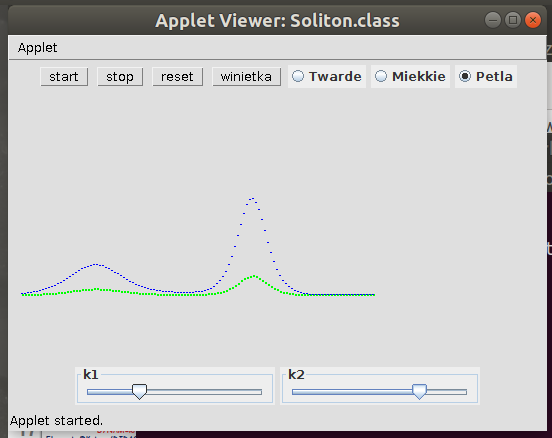 Applet Viewer: Soliton.class
Applet
start stop reset winietka Twarde Miekkie Petla
k1 k2
Applet started.